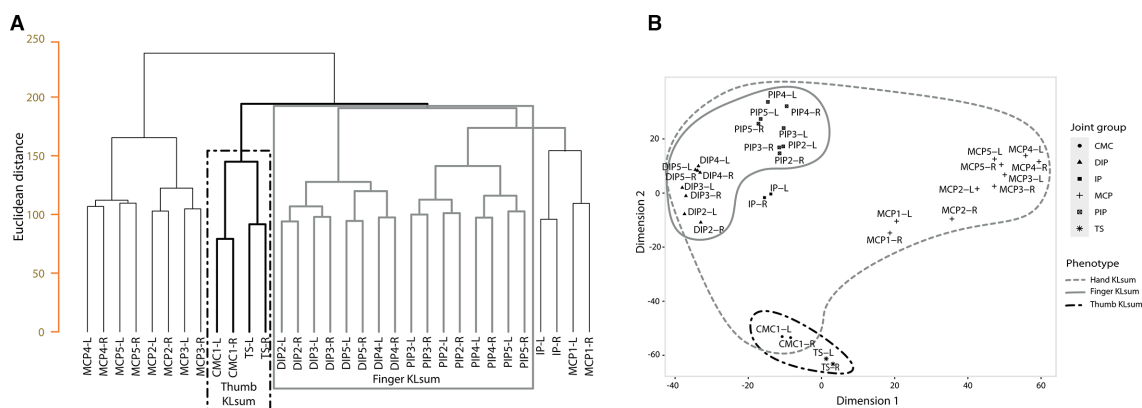 A
Euclidean distance
250
200
150
100
50
0
MCP4-L
MCP4-R
MCP5-L
MCP5-R
MCP2-L
MCP2-R
MCP3-L
MCP3-R
CMC1-L
CMC1-R
TS-L
TS-R
DIP2-L
DIP2-R
DIP3-L
DIP3-R
DIP5-L
DIP5-R
DIP4-L
DIP4-R
PIP3-L
PIP3-R
PIP2-L
PIP2-R
PIP4-L
PIP4-R
PIP5-L
PIP5-R
IP-L
IP-R
MCP1-L
MCP1-R
Thumb
KLsum
Finger KLsum
B
Dimension 2
20
0
-20
-40
-60
PIP4-L
PIP5-L
PIP4-R
PIP5-R
PIP3-L
PIP3-R
PIP2-L
PIP2-R
DIP4-L
DIP5-L
DIP5-R
DIP4-R
DIP3-L
DIP3-R
DIP2-L
DIP2-R
IP-L
IP-R
MCP5-L
MCP4-L
MCP5-R
MCP4-R
MCP3-L
MCP2-L
MCP3-R
MCP1-L
MCP2-R
MCP1-R
CMC1-L
CMC1-R
TS-L
TS-R
-40
-20
0
20
40
60
Dimension 1
Joint group
CMC
DIP
IP
MCP
PIP
TS
Phenotype
Hand KLsum
Finger KLsum
Thumb KLsum